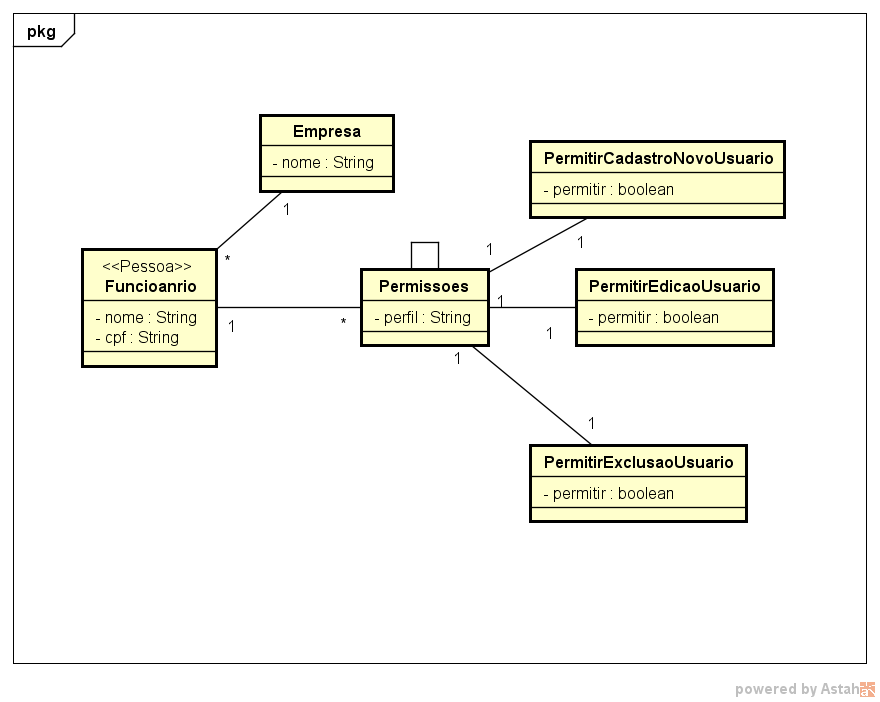 pkg
Empresa
- nome : String
1
*
<<Pessoa>>
Funcioanrio
- nome : String
- cpf : String
1
*
Permissoes
- perfil : String
1
1
1
1
1
1
PermitirCadastroNovoUsuario
- permitir : boolean
PermitirEdicaoUsuario
- permitir : boolean
PermitirExclusaoUsuario
- permitir : boolean
powered by Astah